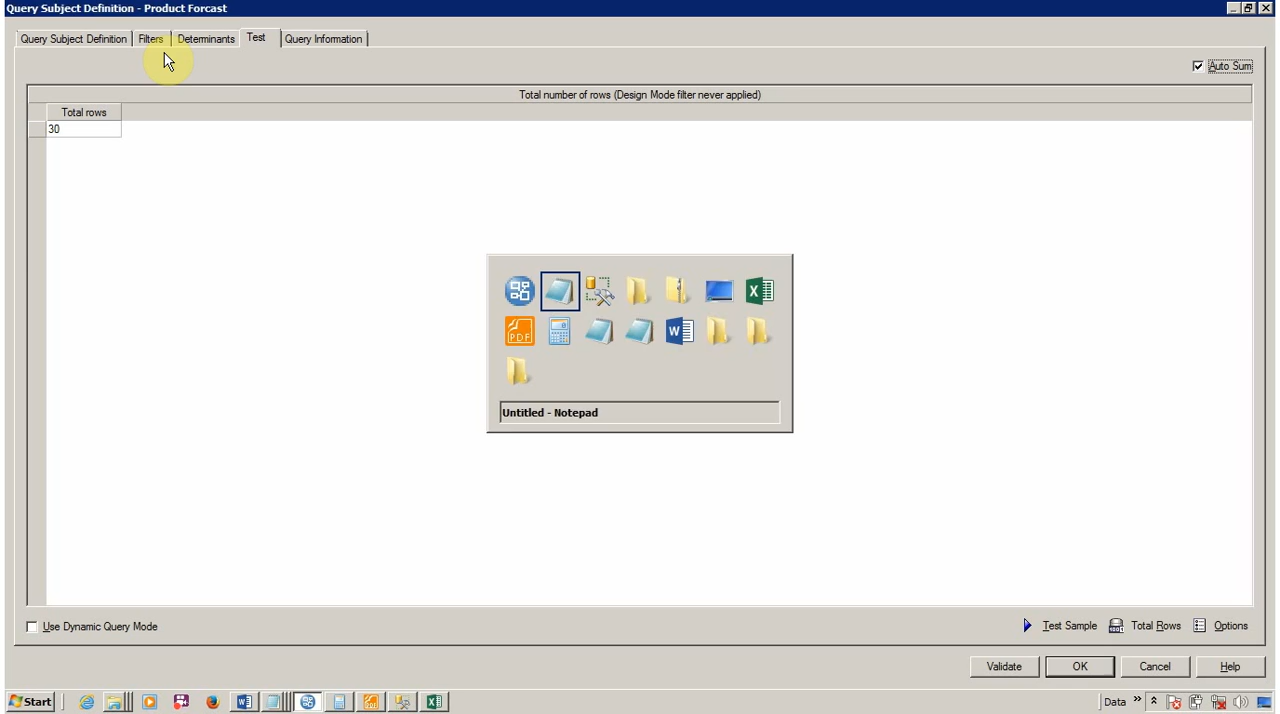 Query Subject Definition - Product Forcast
Query Subject Definition
Filters
Determinants
Test
Query Information
Auto Sum
Total number of rows (Design Mode filter never applied)
Total rows
30
X
PDF
W
Untitled - Notepad
Use Dynamic Query Mode
Test Sample
Total Rows
Options
Validate
OK
Cancel
Help
Start
Data